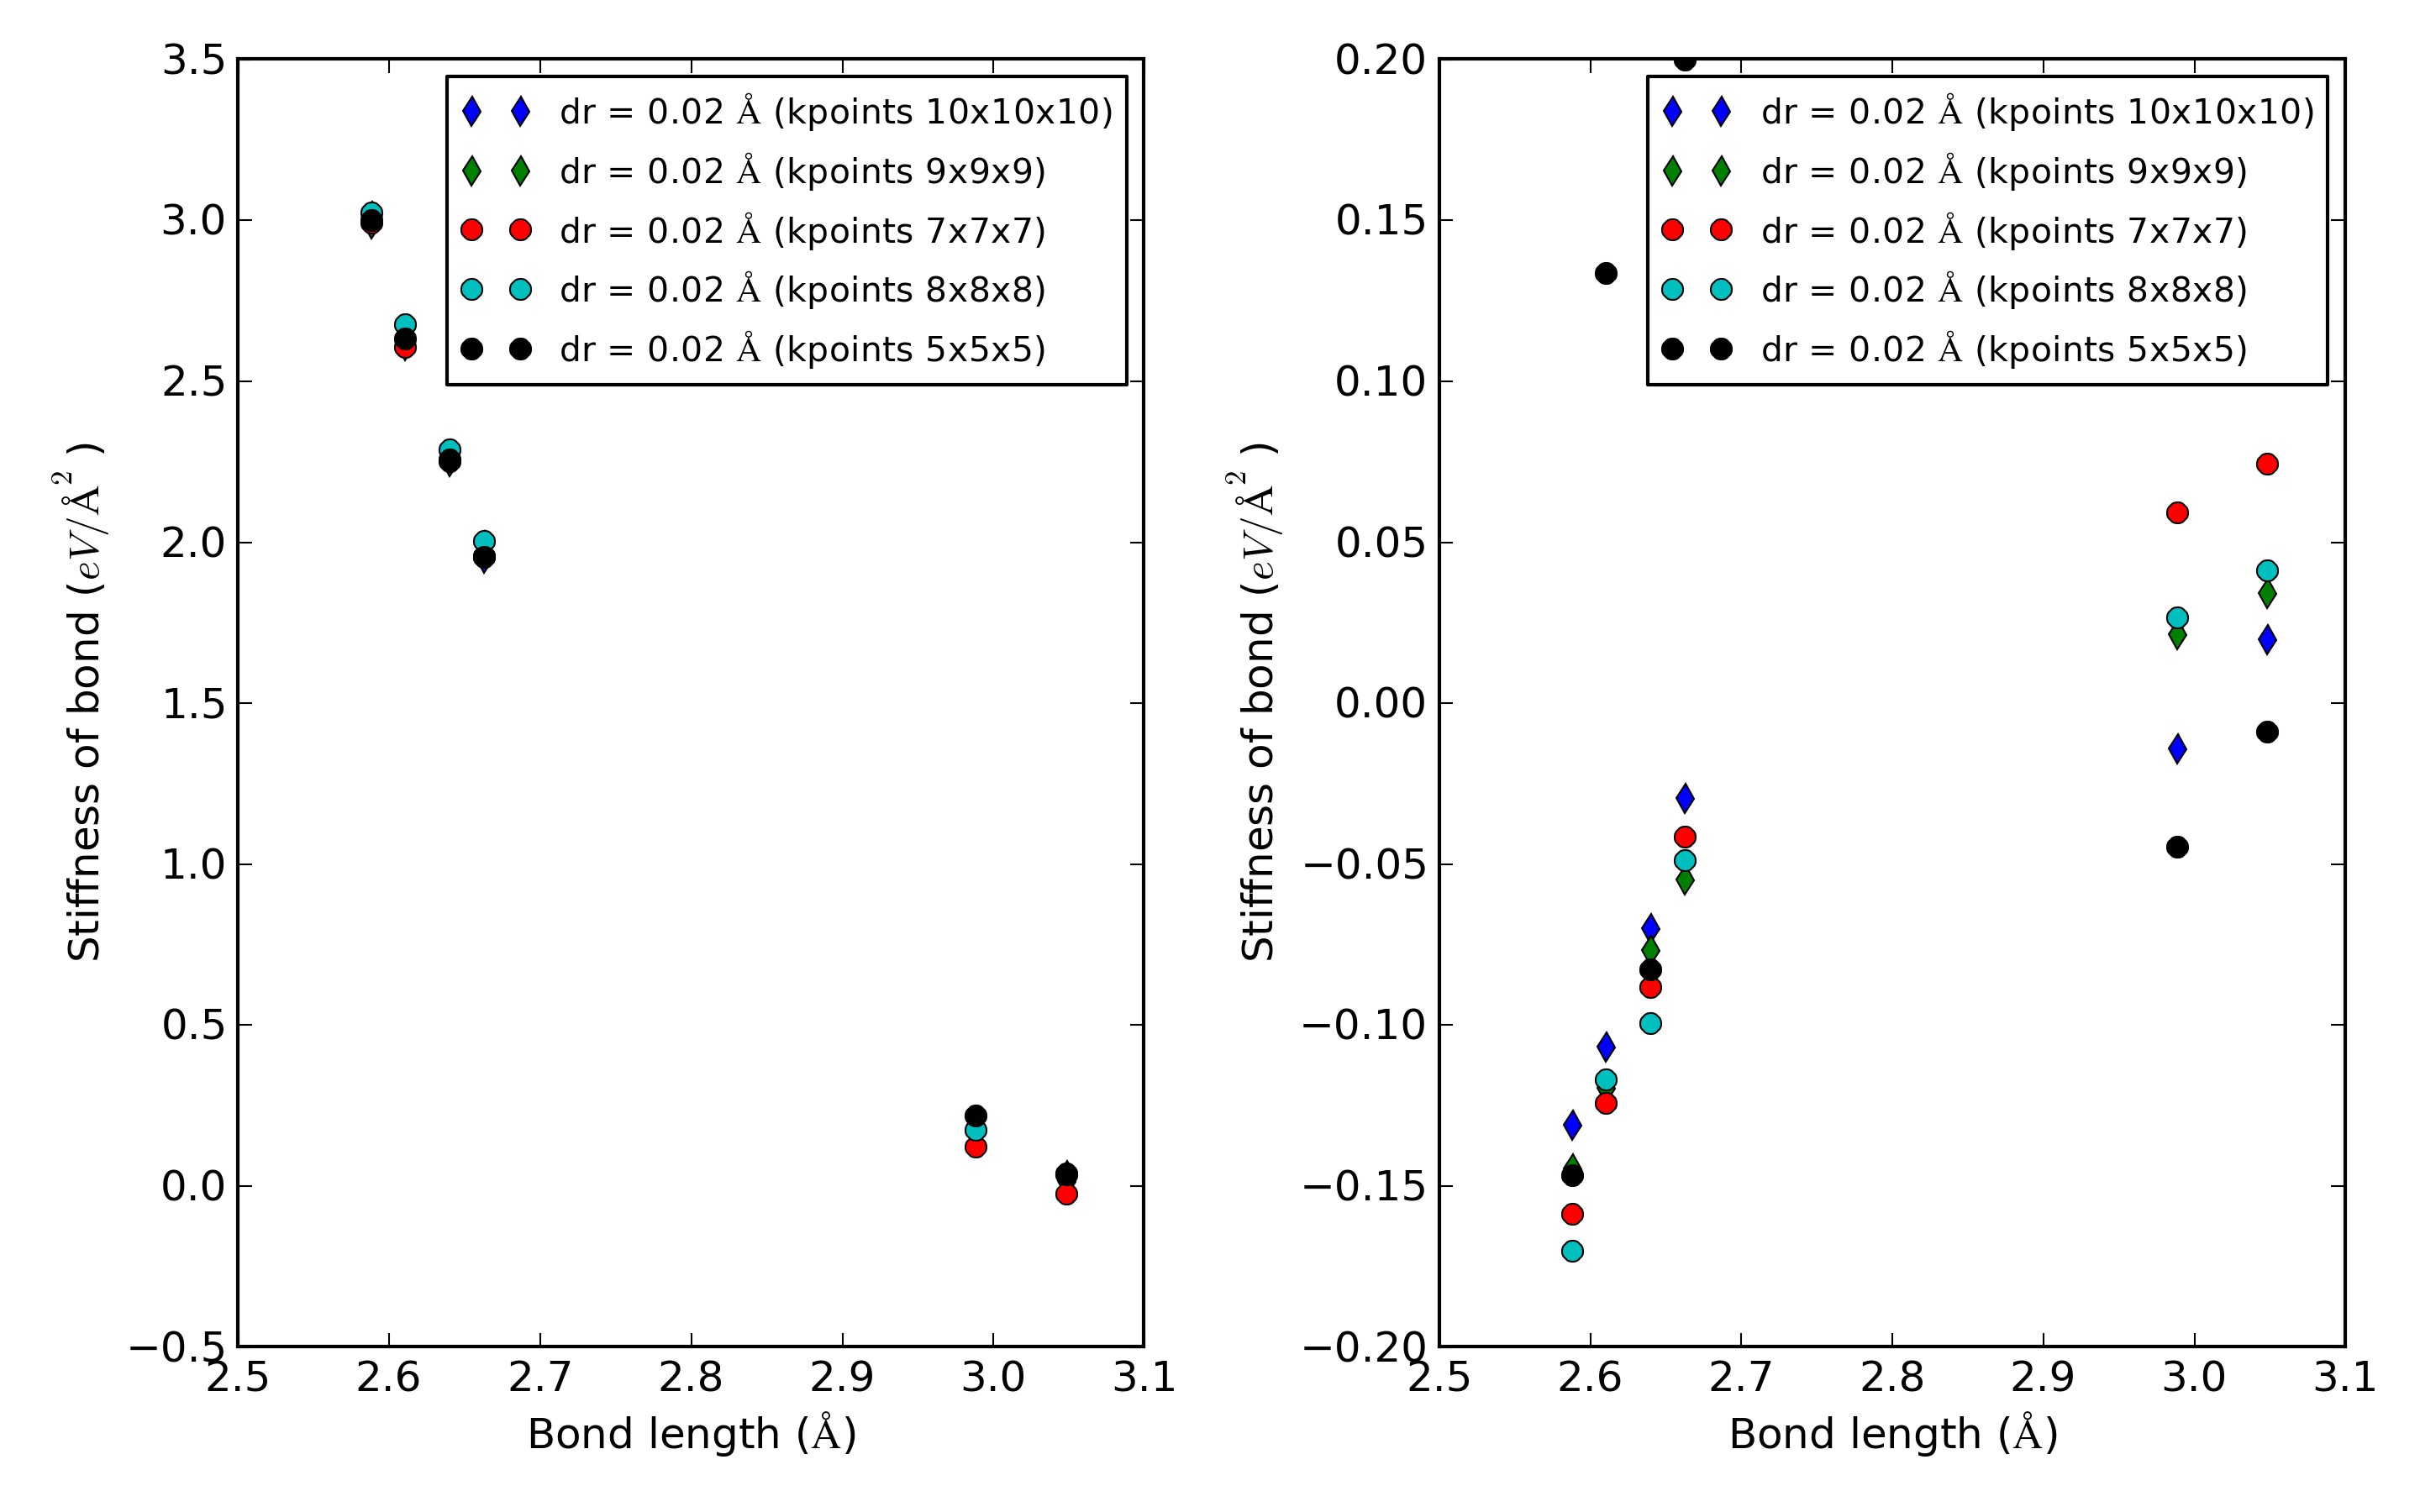 3.5
3.0
2.5
2.0
1.5
1.0
0.5
0.0
−0.5
2.5 2.6 2.7 2.8 2.9 3.0 3.1
Bond length (Å)
Stiffness of bond (eV/Å² )
dr = 0.02 Å (kpoints 10x10x10)
dr = 0.02 Å (kpoints 9x9x9)
dr = 0.02 Å (kpoints 7x7x7)
dr = 0.02 Å (kpoints 8x8x8)
dr = 0.02 Å (kpoints 5x5x5)
0.20
0.15
0.10
0.05
0.00
−0.05
−0.10
−0.15
−0.20
2.5 2.6 2.7 2.8 2.9 3.0 3.1
Bond length (Å)
Stiffness of bond (eV/Å² )
dr = 0.02 Å (kpoints 10x10x10)
dr = 0.02 Å (kpoints 9x9x9)
dr = 0.02 Å (kpoints 7x7x7)
dr = 0.02 Å (kpoints 8x8x8)
dr = 0.02 Å (kpoints 5x5x5)